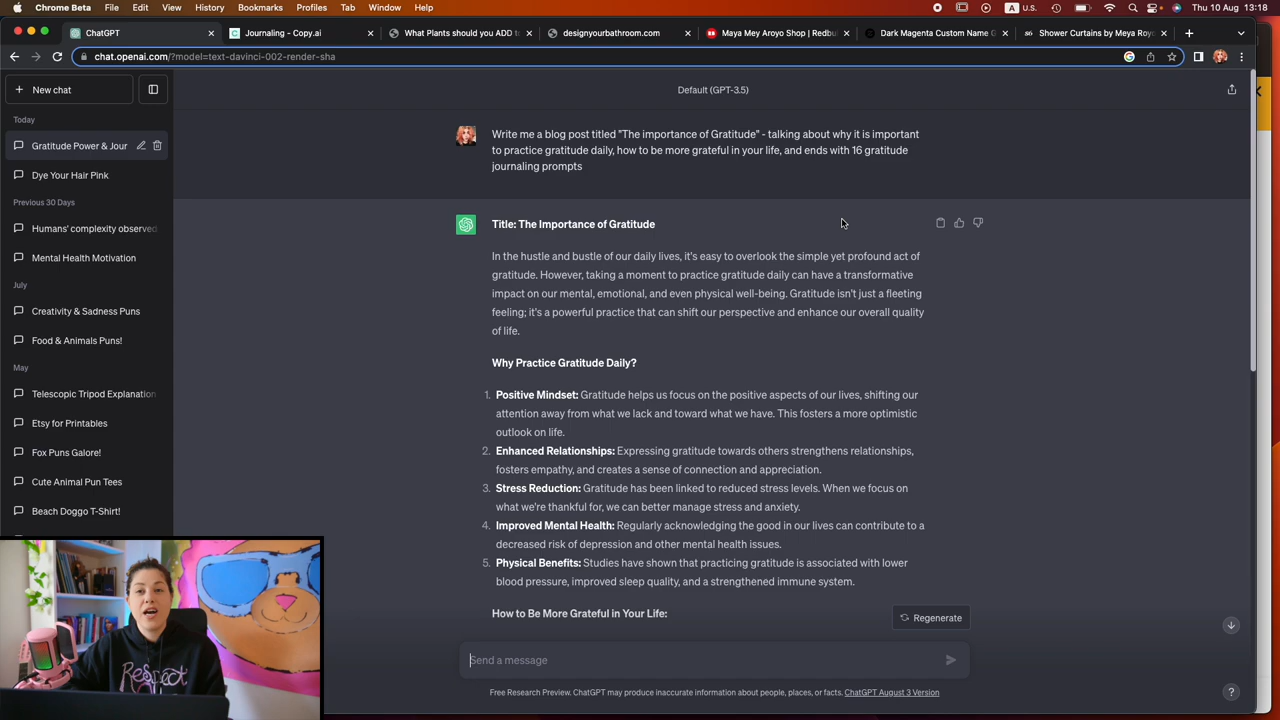 Chrome Beta File Edit View History Bookmarks Profiles Tab Window Help U.S. Thu 10 Aug 13:18
ChatGPT Journaling - Copy.ai What Plants should you ADD t designyourbathroom.com Maya Mey Aroyo Shop | Redbu Dark Magenta Custom Name G Shower Curtains by Meya Roy
chat.openai.com/?model=text-davinci-002-render-sha
New chat
Default (GPT-3.5)
Today
Gratitude Power & Jour
Dye Your Hair Pink
Previous 30 Days
Humans' complexity observed
Mental Health Motivation
July
Creativity & Sadness Puns
Food & Animals Puns!
May
Telescopic Tripod Explanation
Etsy for Printables
Fox Puns Galore!
Cute Animal Pun Tees
Beach Doggo T-Shirt!
Write me a blog post titled "The importance of Gratitude" - talking about why it is important
to practice gratitude daily, how to be more grateful in your life, and ends with 16 gratitude
journaling prompts
Title: The Importance of Gratitude
In the hustle and bustle of our daily lives, it's easy to overlook the simple yet profound act of
gratitude. However, taking a moment to practice gratitude daily can have a transformative
impact on our mental, emotional, and even physical well-being. Gratitude isn't just a fleeting
feeling; it's a powerful practice that can shift our perspective and enhance our overall quality
of life.
Why Practice Gratitude Daily?
1. Positive Mindset: Gratitude helps us focus on the positive aspects of our lives, shifting our
attention away from what we lack and toward what we have. This fosters a more optimistic
outlook on life.
2. Enhanced Relationships: Expressing gratitude towards others strengthens relationships,
fosters empathy, and creates a sense of connection and appreciation.
3. Stress Reduction: Gratitude has been linked to reduced stress levels. When we focus on
what we're thankful for, we can better manage stress and anxiety.
4. Improved Mental Health: Regularly acknowledging the good in our lives can contribute to a
decreased risk of depression and other mental health issues.
5. Physical Benefits: Studies have shown that practicing gratitude is associated with lower
blood pressure, improved sleep quality, and a strengthened immune system.
How to Be More Grateful in Your Life:
Regenerate
Send a message
Free Research Preview. ChatGPT may produce inaccurate information about people, places, or facts. ChatGPT August 3 Version
?
Respect